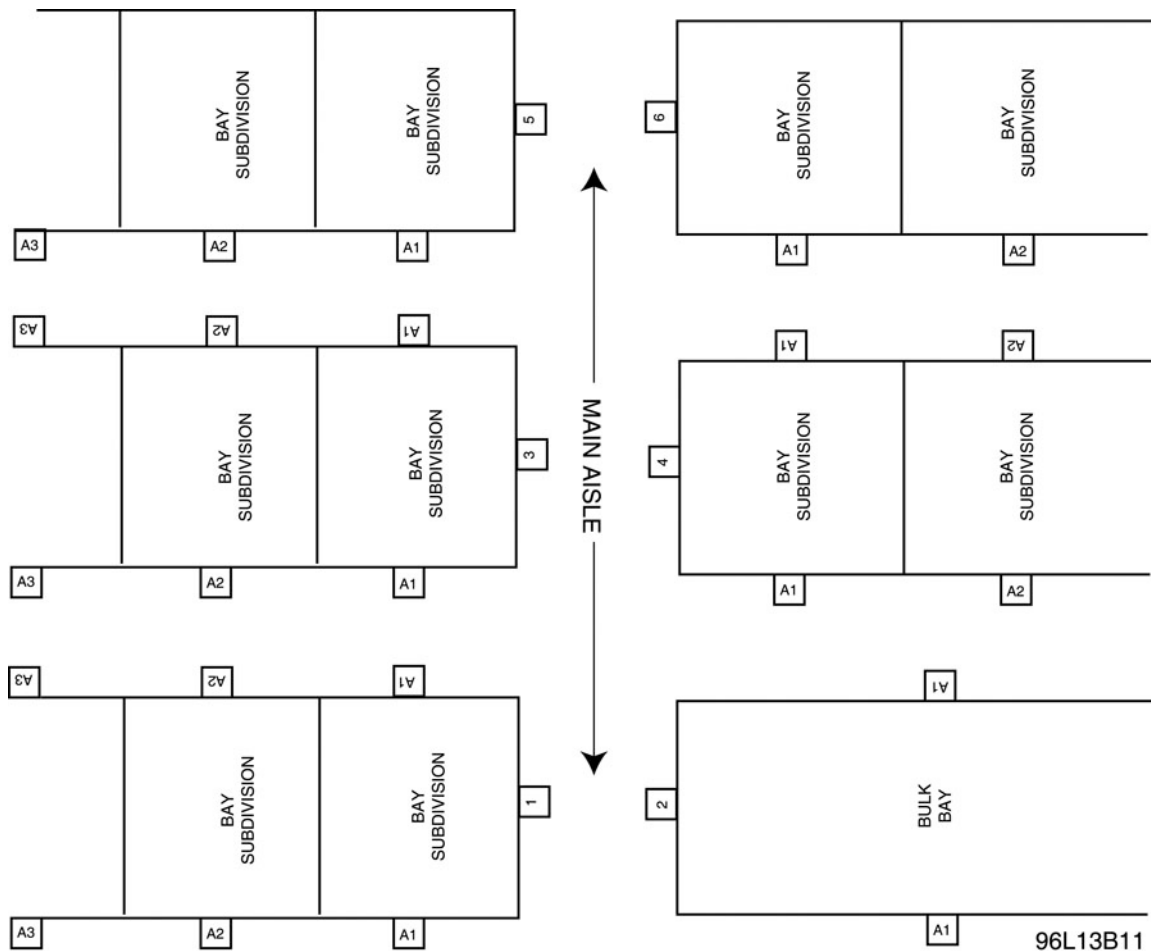 BAY
SUBDIVISION
BAY
SUBDIVISION
5
6
BAY
SUBDIVISION
BAY
SUBDIVISION
A3
A2
A1
A1
A2
A3
A2
A1
A1
A2
BAY
SUBDIVISION
BAY
SUBDIVISION
3
MAIN AISLE
4
BAY
SUBDIVISION
BAY
SUBDIVISION
A3
A2
A1
A1
A2
A3
A2
A1
A1
BAY
SUBDIVISION
BAY
SUBDIVISION
1
2
BULK
BAY
A3
A2
A1
A1
96L13B11